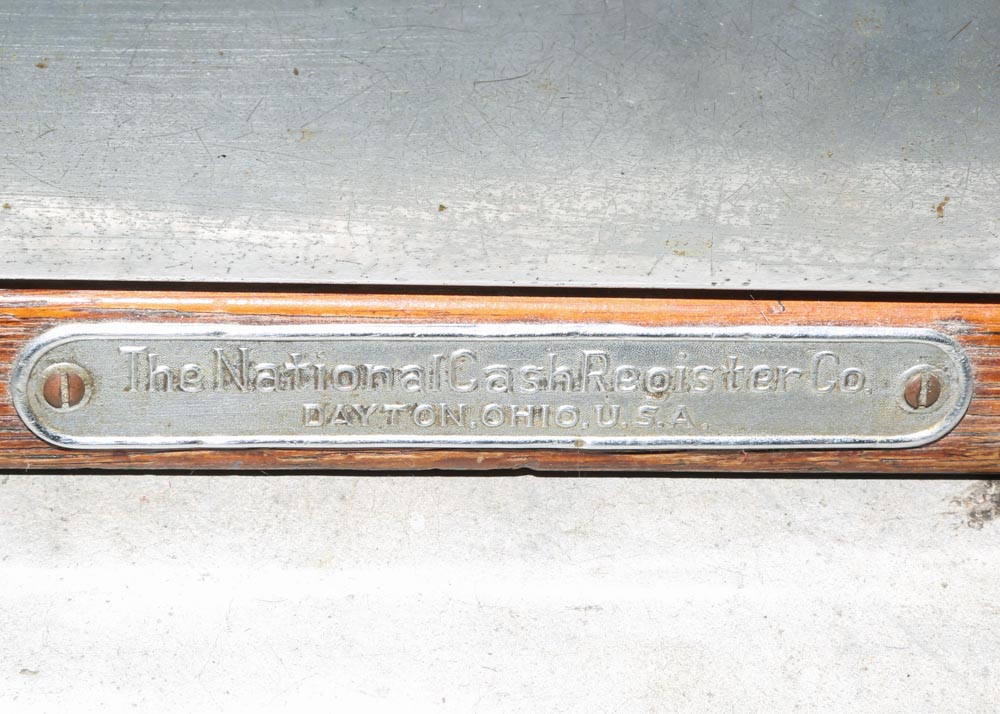 The National Cash Register Co.
DAYTON, OHIO, U.S.A.